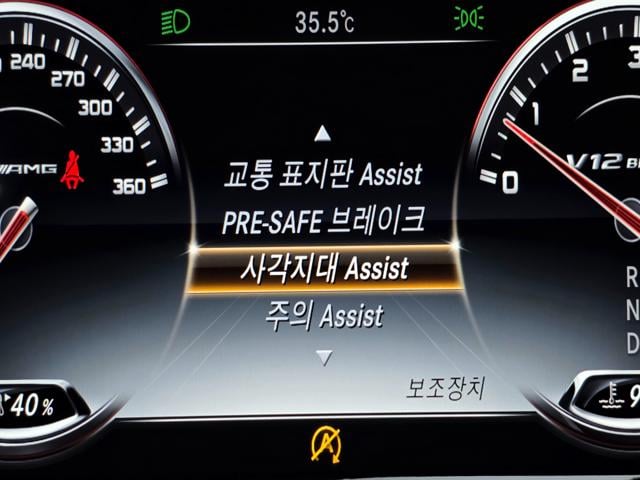 35.5°C
240
270
300
330
360
AMG
교통 표지판 Assist
PRE-SAFE 브레이크
사각지대 Assist
주의 Assist
보조장치
3
2
1
0
V12
R
N
D
40 %
A